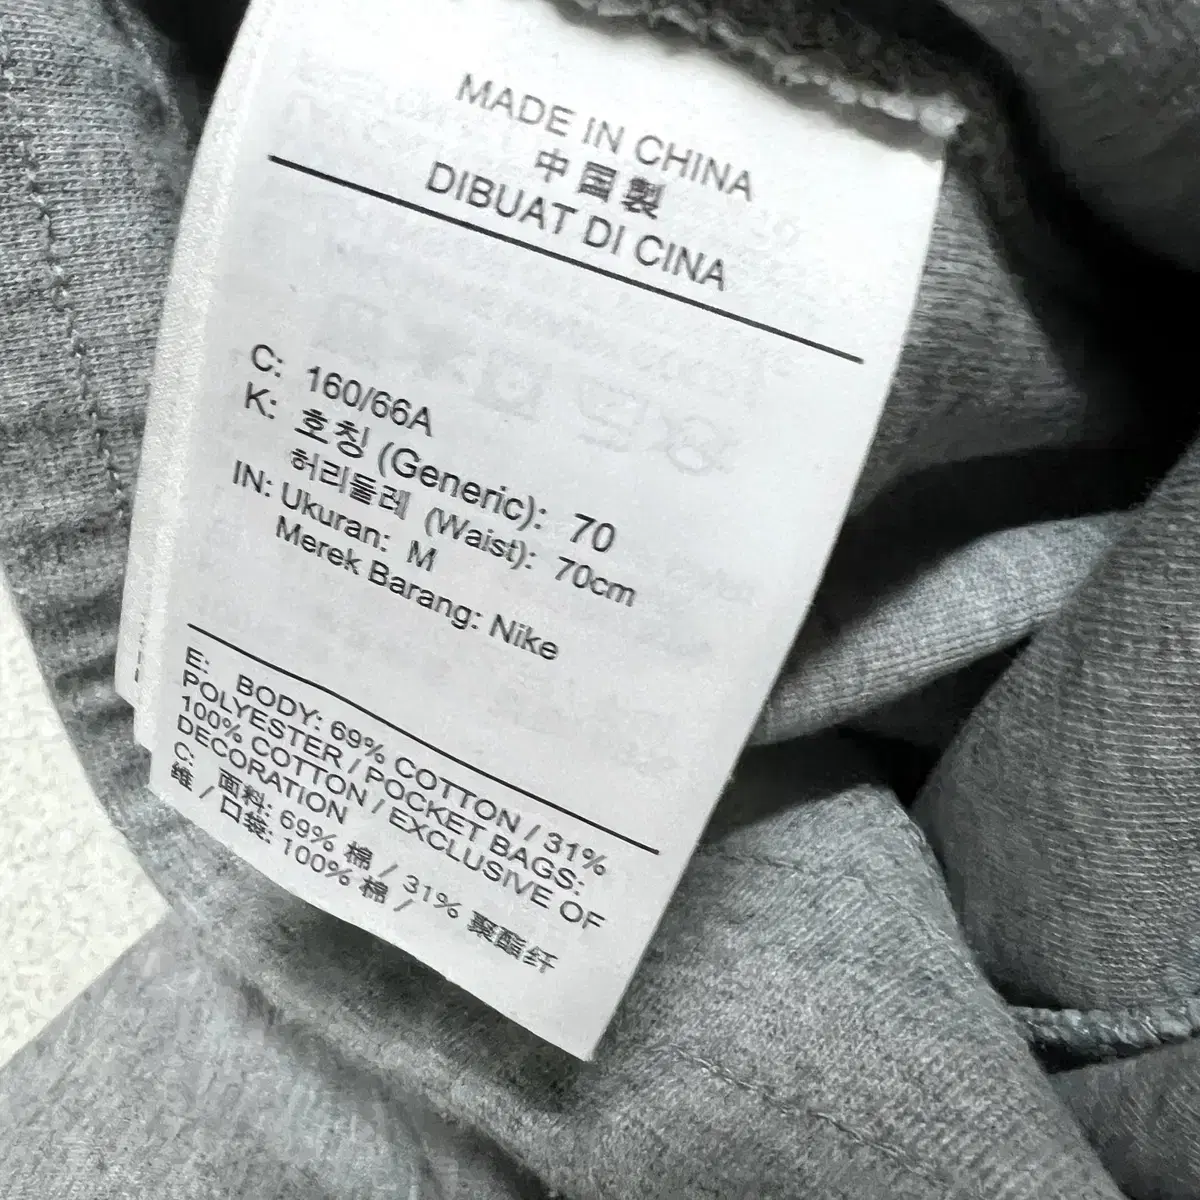 MADE IN CHINA
中国製
DIBUAT DI CINA
C: 160/66A
K: 호칭 (Generic): 70
허리둘레 (Waist): 70cm
IN: Ukuran: M
Merek Barang: Nike
E: BODY: 69% COTTON / 31%
POLYESTER / POCKET BAGS:
100% COTTON / EXCLUSIVE OF
DECORATION
C: 面料: 69% 棉 / 31% 聚酯纤
维 / 口袋: 100% 棉 /